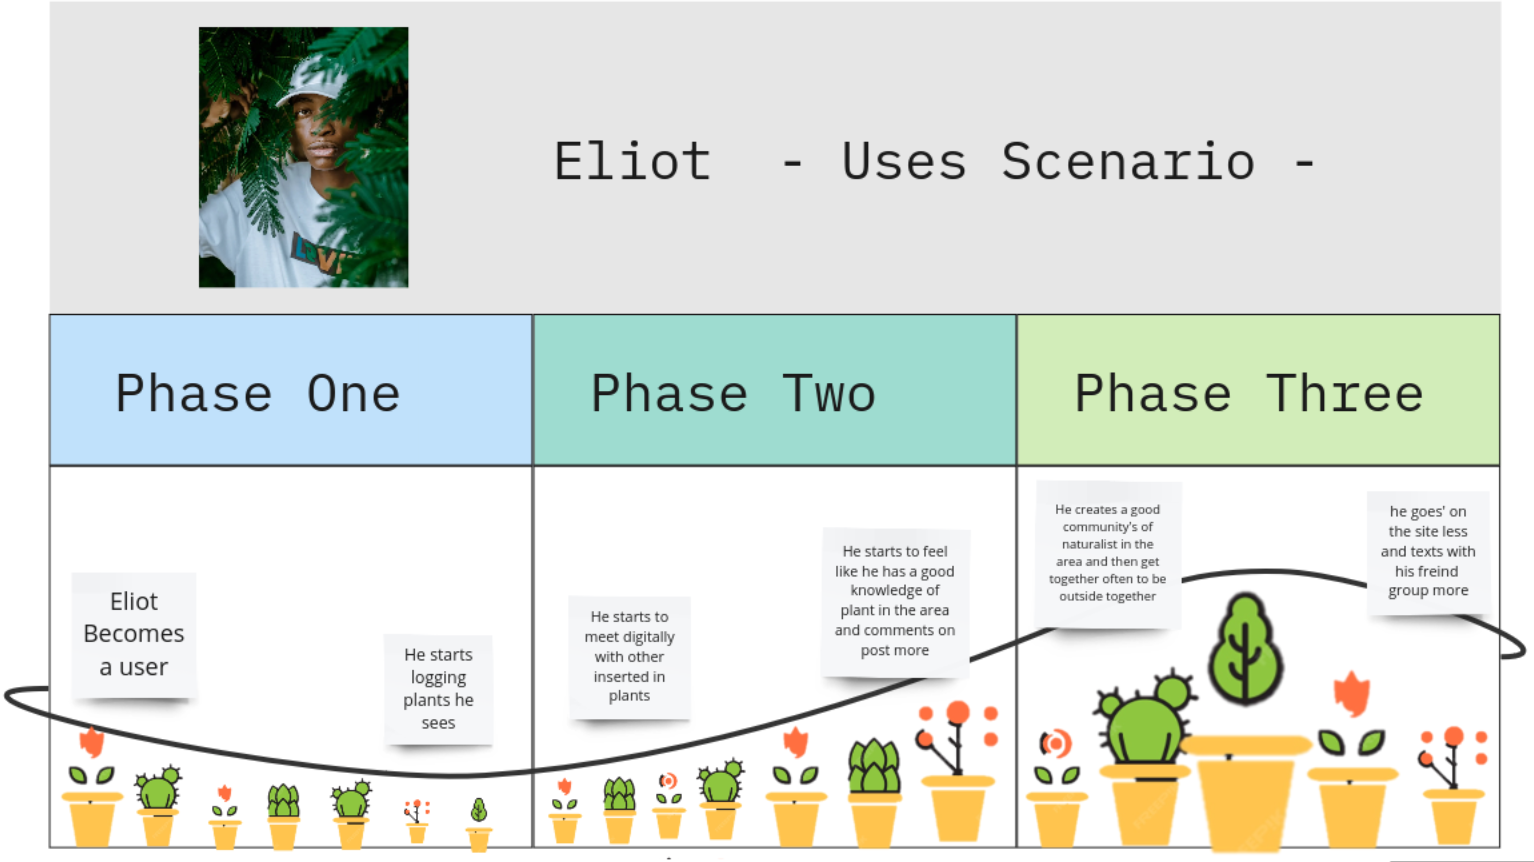 Eliot - Uses Scenario -
Phase One
Phase Two
Phase Three
Eliot
Becomes
a user
He starts
logging
plants he
sees
He starts to
meet digitally
with other
inserted in
plants
He starts to feel
like he has a good
knowledge of
plant in the area
and comments on
post more
He creates a good
community's of
naturalist in the
area and then get
together often to be
outside together
he goes' on
the site less
and texts with
his freind
group more